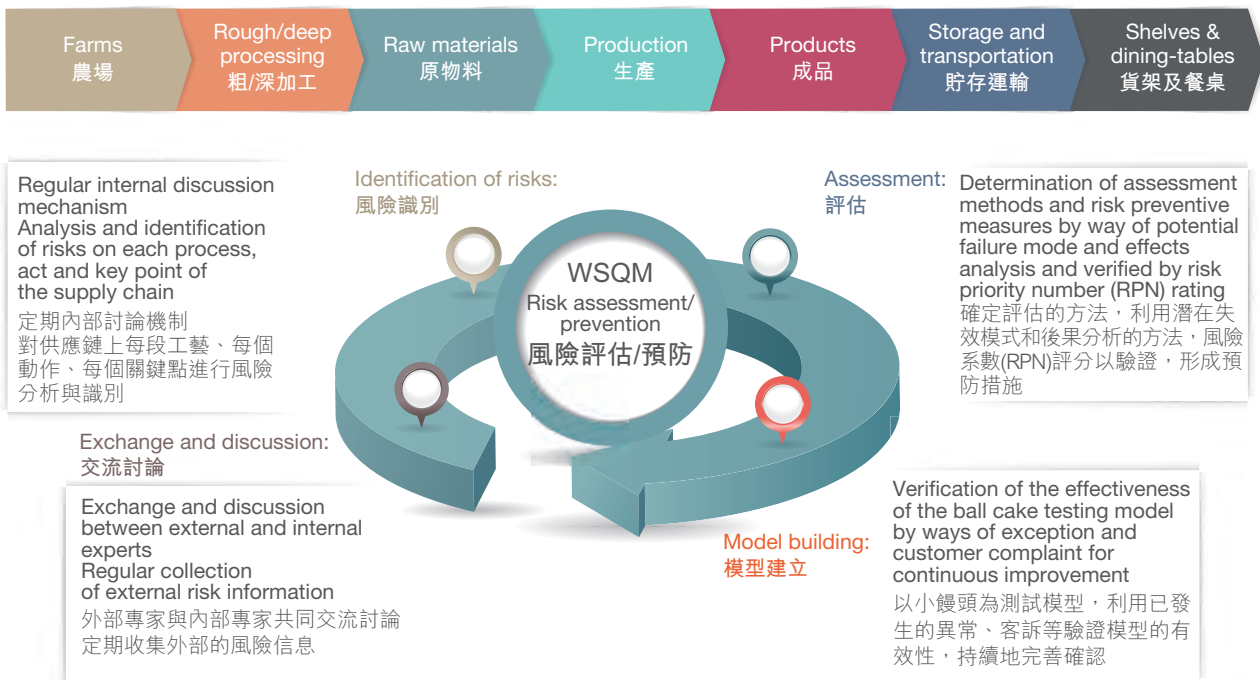 Farms
農場
Rough/deep
processing
粗/深加工
Raw materials
原物料
Production
生產
Products
成品
Storage and
transportation
貯存運輸
Shelves &
dining-tables
貨架及餐桌
Regular internal discussion
mechanism
Analysis and identification
of risks on each process,
act and key point of
the supply chain
定期內部討論機制
對供應鏈上每段工藝、每個
動作、每個關鍵點進行風險
分析與識別
Identification of risks:
風險識別
WSQM
Risk assessment/
prevention
風險評估/預防
Assessment:
評估
Determination of assessment
methods and risk preventive
measures by way of potential
failure mode and effects
analysis and verified by risk
priority number (RPN) rating
確定評估的方法，利用潛在失
效模式和後果分析的方法，風險
系數(RPN)評分以驗證，形成預
防措施
Exchange and discussion:
交流討論
Exchange and discussion
between external and internal
experts
Regular collection
of external risk information
外部專家與內部專家共同交流討論
定期收集外部的風險信息
Model building:
模型建立
Verification of the effectiveness
of the ball cake testing model
by ways of exception and
customer complaint for
continuous improvement
以小饅頭為測試模型，利用已發
生的異常、客訴等驗證模型的有
效性，持續地完善確認